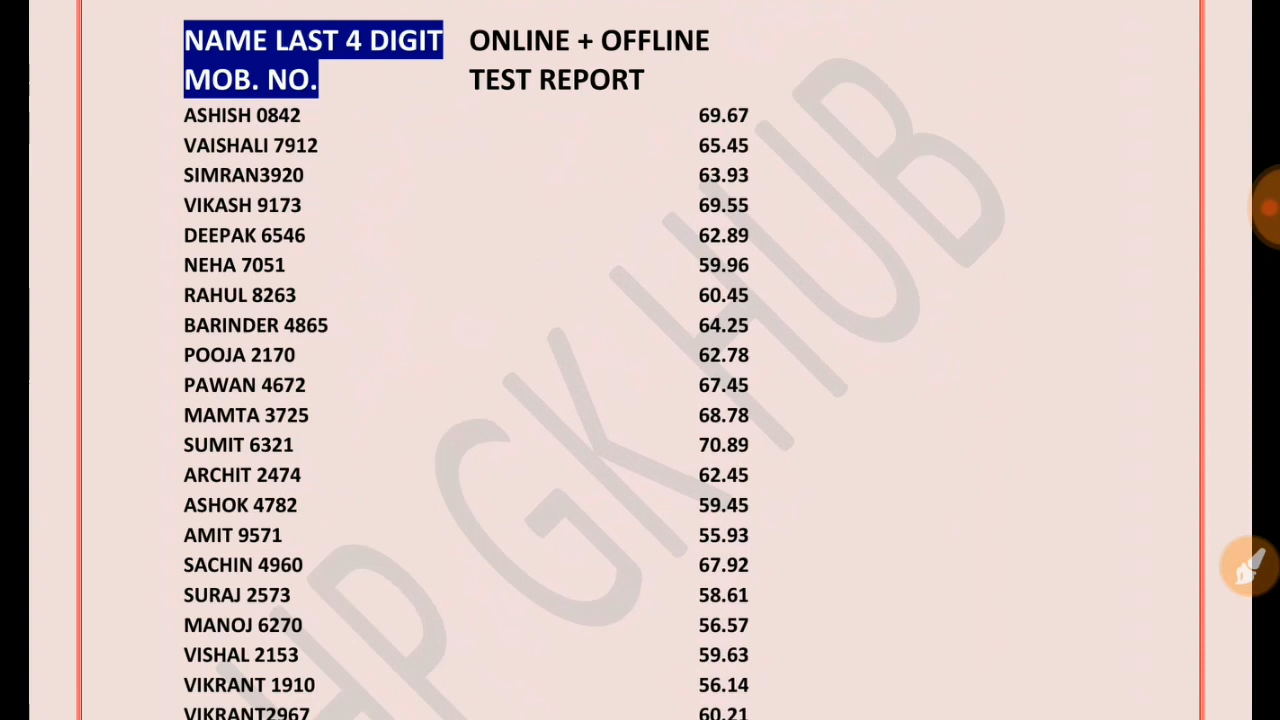 NAME LAST 4 DIGIT ONLINE + OFFLINE
MOB. NO. TEST REPORT
ASHISH 0842 69.67
VAISHALI 7912 65.45
SIMRAN3920 63.93
VIKASH 9173 69.55
DEEPAK 6546 62.89
NEHA 7051 59.96
RAHUL 8263 60.45
BARINDER 4865 64.25
POOJA 2170 62.78
PAWAN 4672 67.45
MAMTA 3725 68.78
SUMIT 6321 70.89
ARCHIT 2474 62.45
ASHOK 4782 59.45
AMIT 9571 55.93
SACHIN 4960 67.92
SURAJ 2573 58.61
MANOJ 6270 56.57
VISHAL 2153 59.63
VIKRANT 1910 56.14
VIKRANT2967 60.21
HP GK HUB